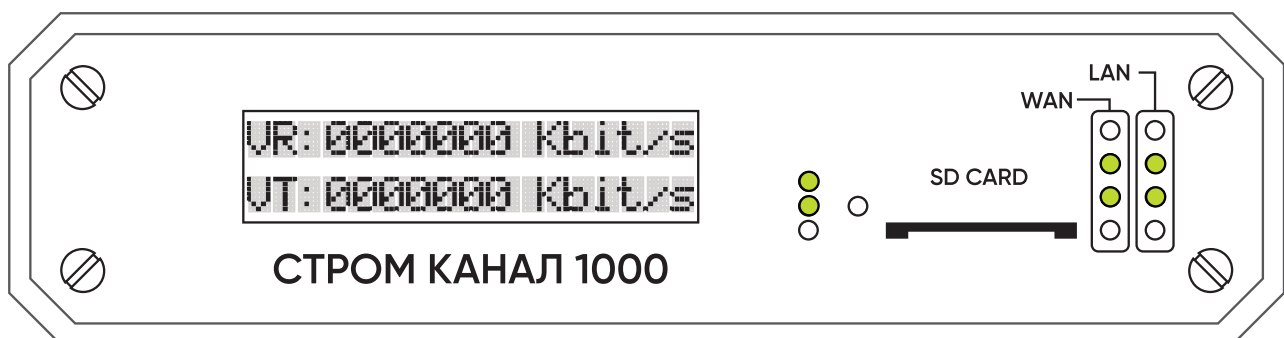 LAN
WAN
VR: 0000000 Kbit/s
VT: 0000000 Kbit/s
SD CARD
СТРОМ КАНАЛ 1000